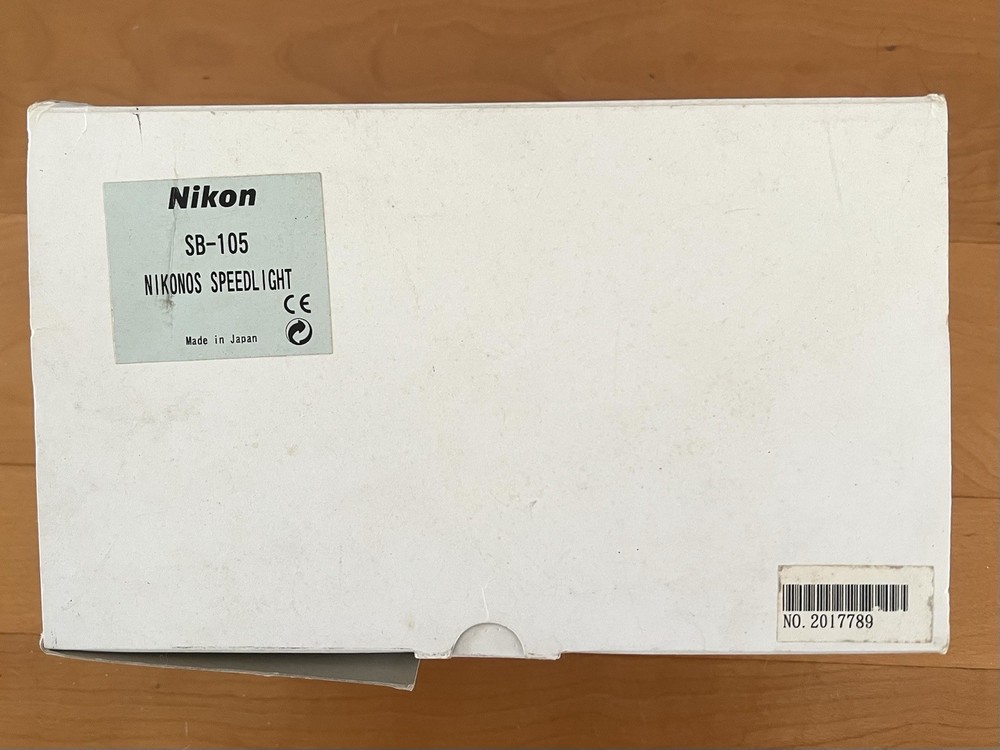 Nikon
SB-105
NIKONOS SPEEDLIGHT
CE
Made in Japan
NO. 2017789